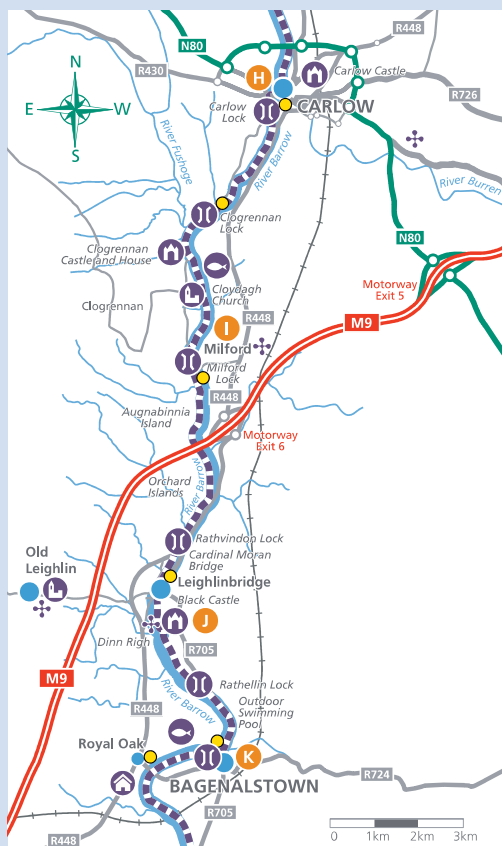 N80
R448
R430
H
Carlow Castle
R726
N
E
W
S
Carlow
Lock
CARLOW
River Fushoge
River Barrow
River Burren
Clogrennan
Lock
N80
Clogrennan
Castle and House
Motorway
Exit 5
Cloydagh
Church
Clogrennan
I
R448
M9
Milford
Milford
Lock
R448
Augnabinnia
Island
Motorway
Exit 6
River Barrow
Orchard
Islands
Rathvindon Lock
Cardinal Moran
Bridge
Old
Leighlin
Leighlinbridge
Black Castle
J
Dinn Righ
R705
M9
Rathellin Lock
River Barrow
R448
Outdoor
Swimming
Pool
Royal Oak
K
R724
BAGENALSTOWN
R705
R448
0 1km 2km 3km